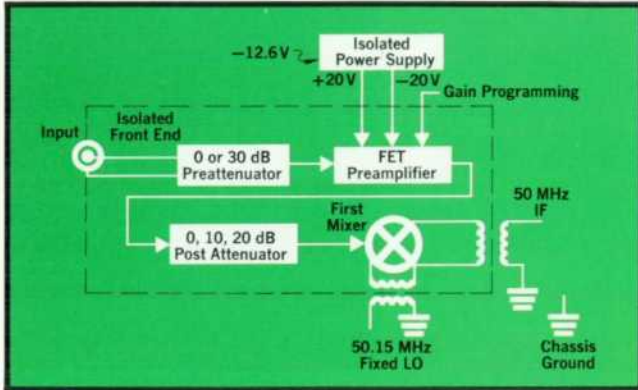 Isolated
Power Supply
−12.6V
+20V
−20V
Gain Programming
Isolated
Front End
Input
0 or 30 dB
Preattenuator
FET
Preamplifier
First
Mixer
50 MHz
IF
0, 10, 20 dB
Post Attenuator
50.15 MHz
Fixed LO
Chassis
Ground